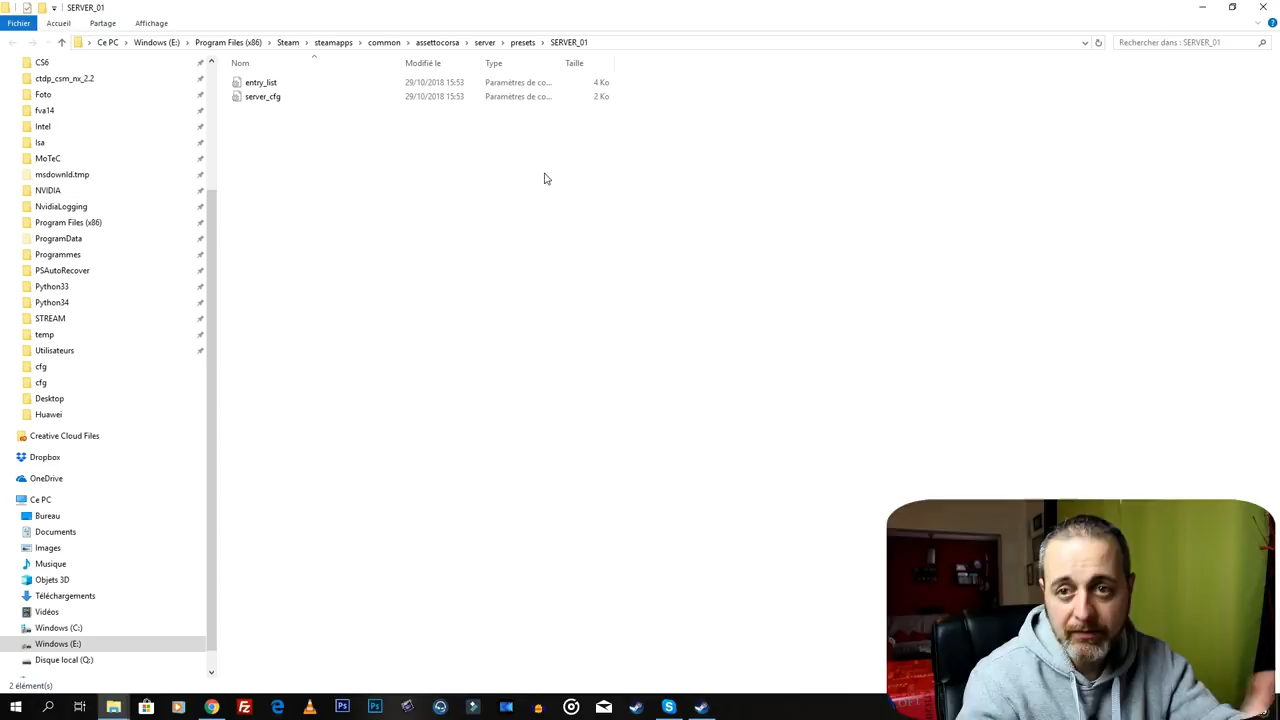 SERVER_01
Fichier Accueil Partage Affichage
Ce PC > Windows (E:) > Program Files (x86) > Steam > steamapps > common > assettocorsa > server > presets > SERVER_01
Rechercher dans : SERVER_01
Nom Modifié le Type Taille
entry_list 29/10/2018 15:53 Paramètres de co... 4 Ko
server_cfg 29/10/2018 15:53 Paramètres de co... 2 Ko
CS6
ctdp_csm_nx_2.2
Foto
fva14
Intel
lsa
MoTeC
msdownld.tmp
NVIDIA
NvidiaLogging
Program Files (x86)
ProgramData
Programmes
PSAutoRecover
Python33
Python34
STREAM
temp
Utilisateurs
cfg
cfg
Desktop
Huawei
Creative Cloud Files
Dropbox
OneDrive
Ce PC
Bureau
Documents
Images
Musique
Objets 3D
Téléchargements
Vidéos
Windows (C:)
Windows (E:)
Disque local (Q:)
2 élément(s)